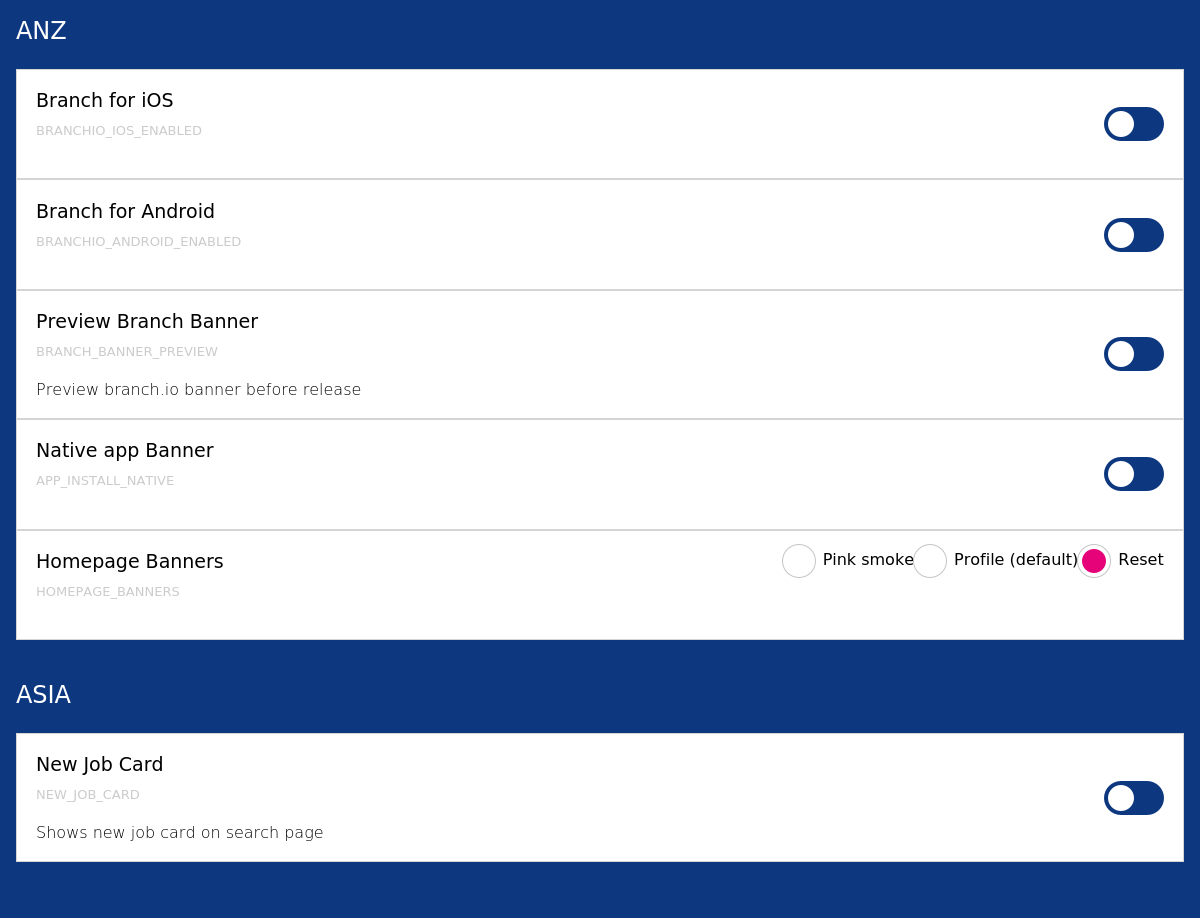 ANZ
Branch for iOS
BRANCHIO_IOS_ENABLED
Branch for Android
BRANCHIO_ANDROID_ENABLED
Preview Branch Banner
BRANCH_BANNER_PREVIEW
Preview branch.io banner before release
Native app Banner
APP_INSTALL_NATIVE
Homepage Banners
Pink smoke Profile (default) Reset
HOMEPAGE_BANNERS
ASIA
New Job Card
NEW_JOB_CARD
Shows new job card on search page